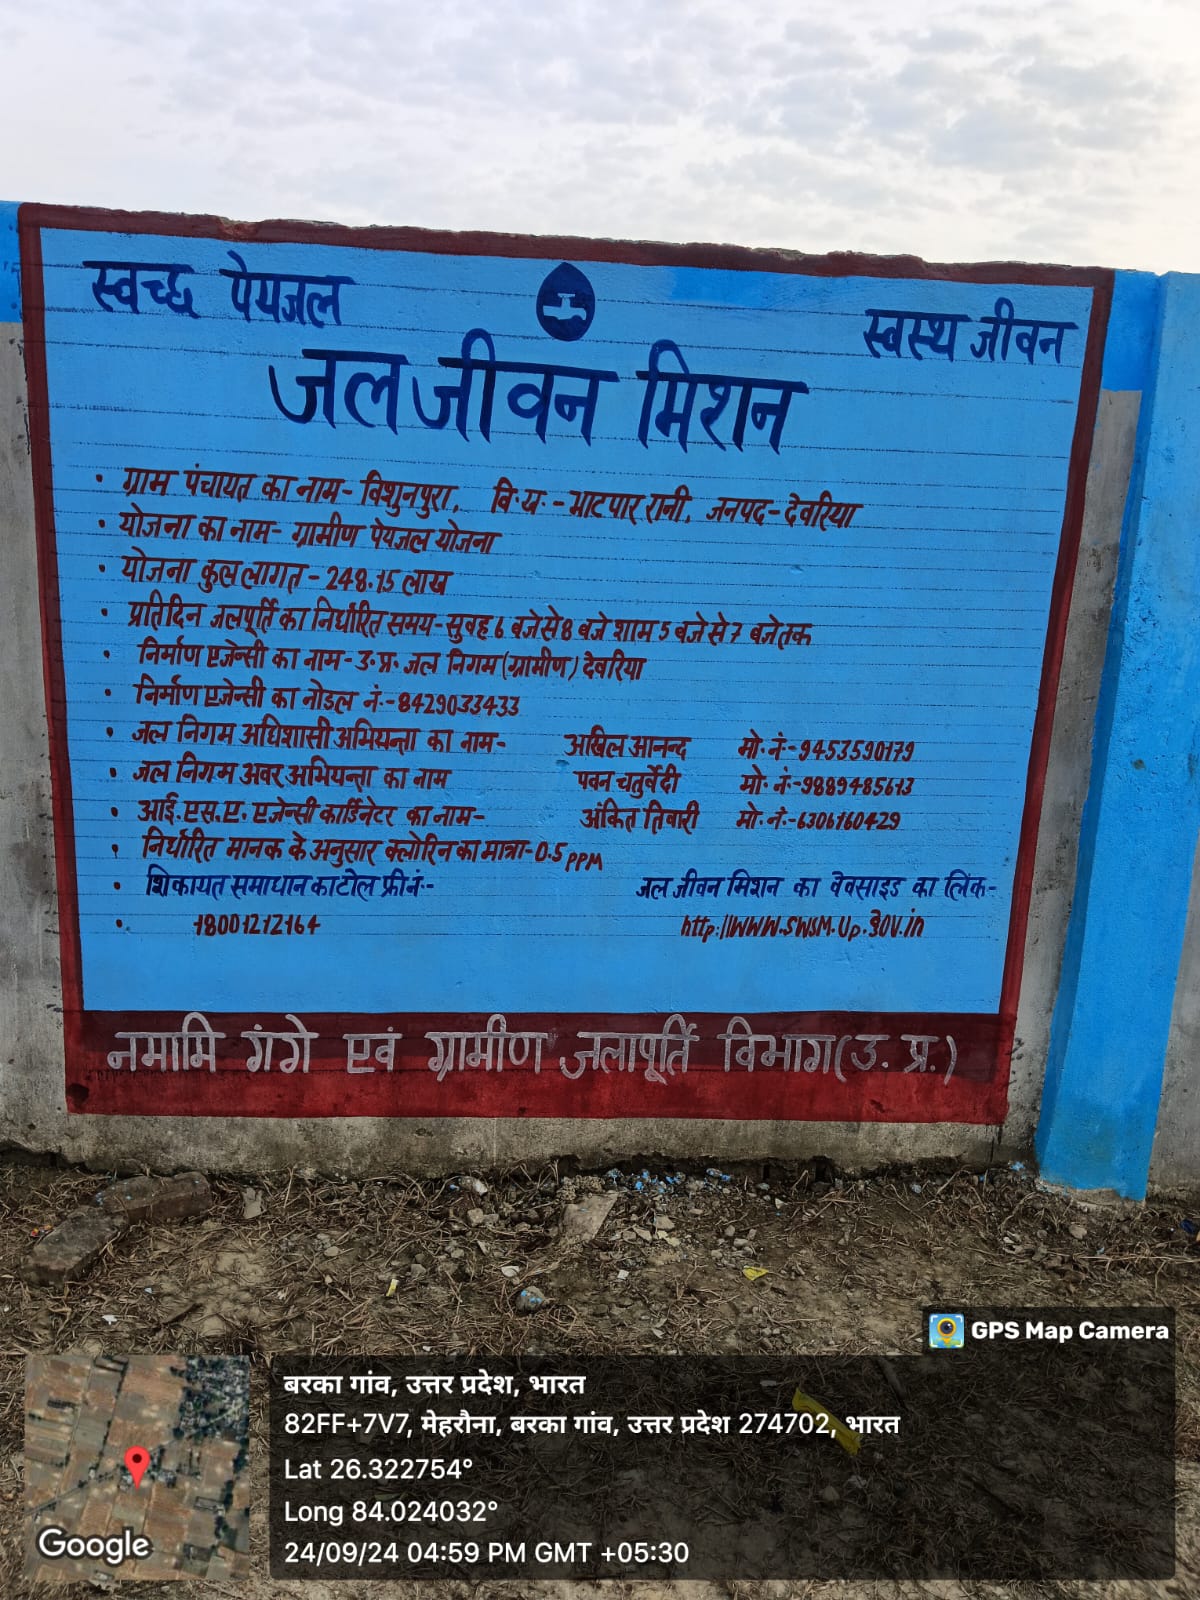 स्वच्छ पेयजल
स्वस्थ जीवन
जल जीवन मिशन
• ग्राम पंचायत का नाम- विशुनपुरा, वि.ख.-भाटपार रानी, जनपद- देवरिया
• योजना का नाम- ग्रामीण पेयजल योजना
• योजना कुल लागत - 248.15 लाख
• प्रतिदिन जलपूर्ति का निर्धारित समय-सुबह 6 बजे से 8 बजे शाम 5 बजे से 7 बजे तक
• निर्माण एजेन्सी का नाम-उ.प्र. जल निगम (ग्रामीण) देवरिया
• निर्माण एजेन्सी का नोडल नं.-8429033433
• जल निगम अधिशासी अभियन्ता का नाम- अखिल आनन्द मो. नं-9453590179
• जल निगम अवर अभियन्ता का नाम पवन चतुर्वेदी मो. नं.-9889485613
• आई.एस.ए. एजेन्सी कार्डिनेटर का नाम- अंकित तिवारी मो. नं.-6306160429
• निर्धारित मानक के अनुसार क्लोरिन का मात्रा-0.5 PPM
• शिकायत समाधान का टोल फ्री नं.- जल जीवन मिशन का वेवसाइड का लिंक-
• 18001212164 http://www.swsm.up.gov.in
नमामि गंगे एवं ग्रामीण जलापूर्ति विभाग (उ. प्र.)
GPS Map Camera
बरका गांव, उत्तर प्रदेश, भारत
82FF+7V7, मेहरौना, बरका गांव, उत्तर प्रदेश 274702, भारत
Lat 26.322754°
Long 84.024032°
24/09/24 04:59 PM GMT +05:30
Google